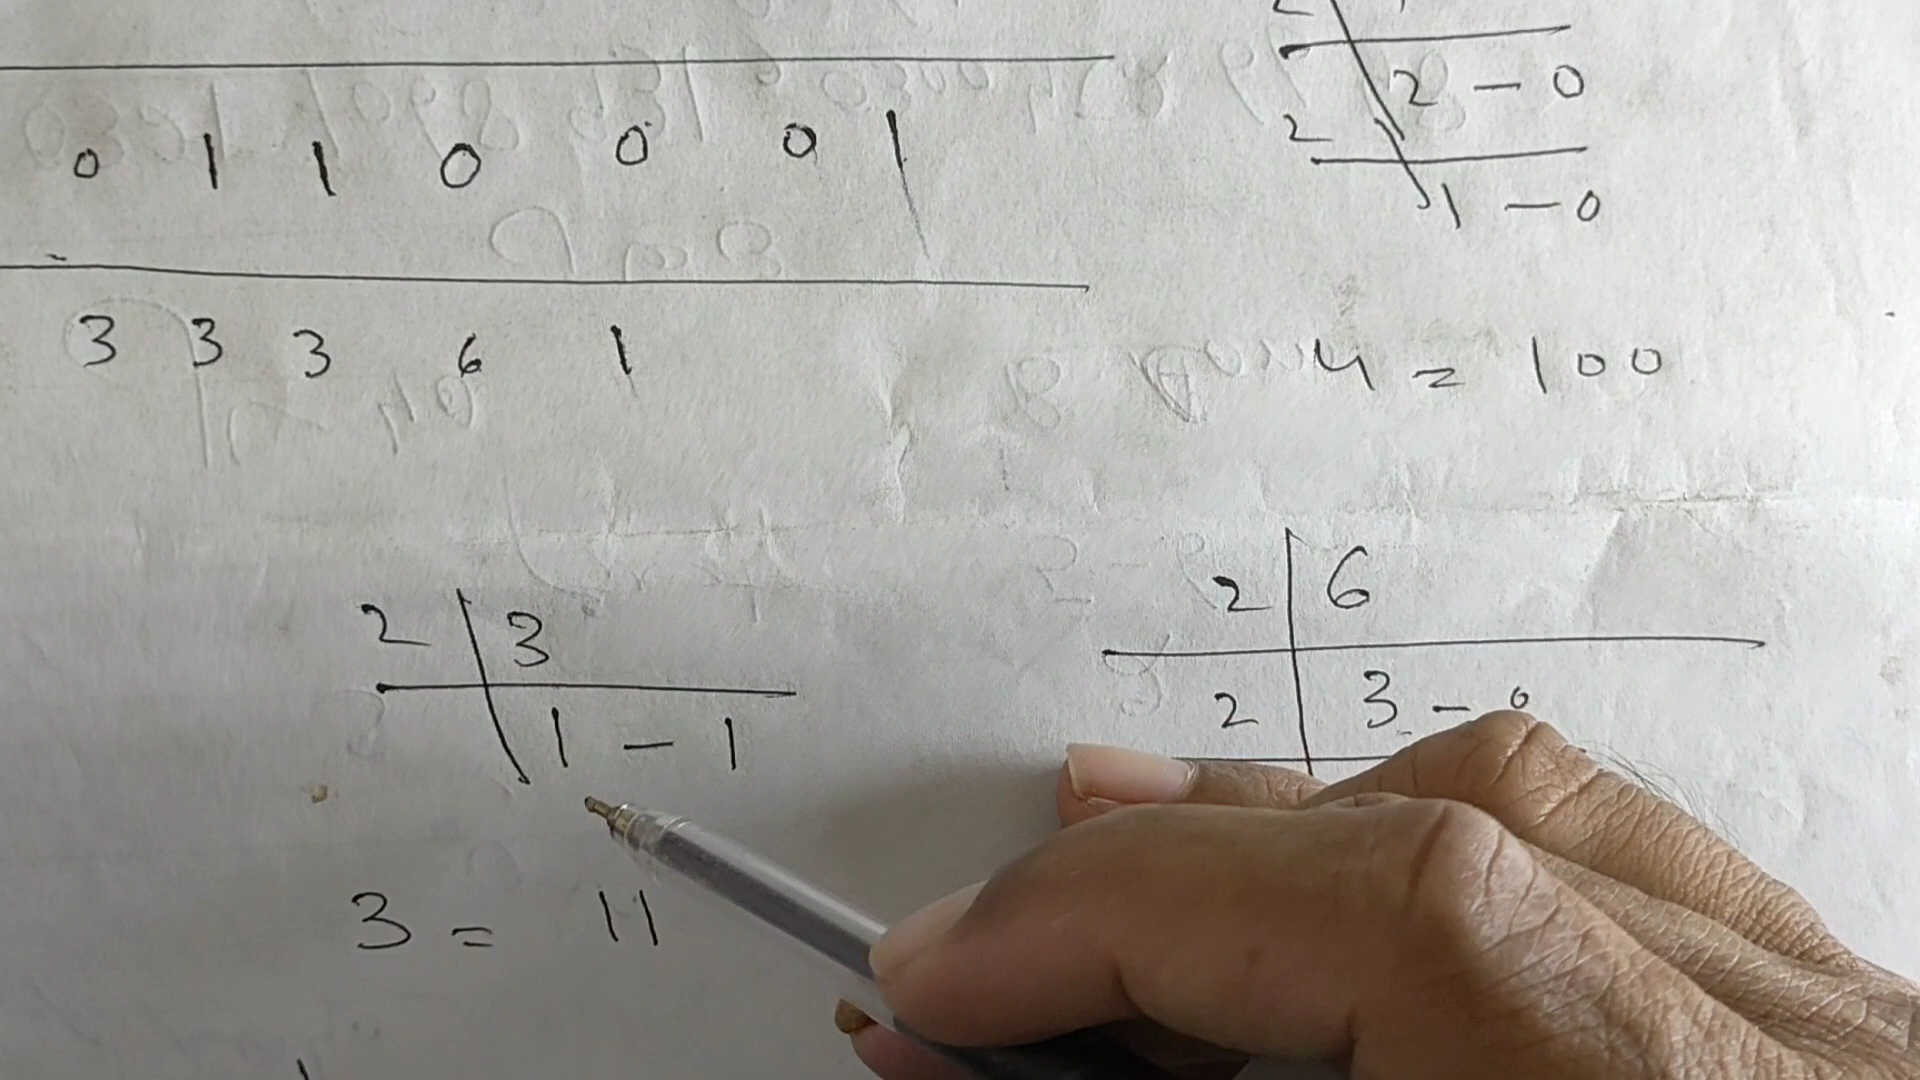 2 - 0
0 1 1 0 0 0 1
2
1 - 0
3 3 3 6 1
4 = 100
2 6
2 3
2 3 - 0
1 - 1
3 = 11